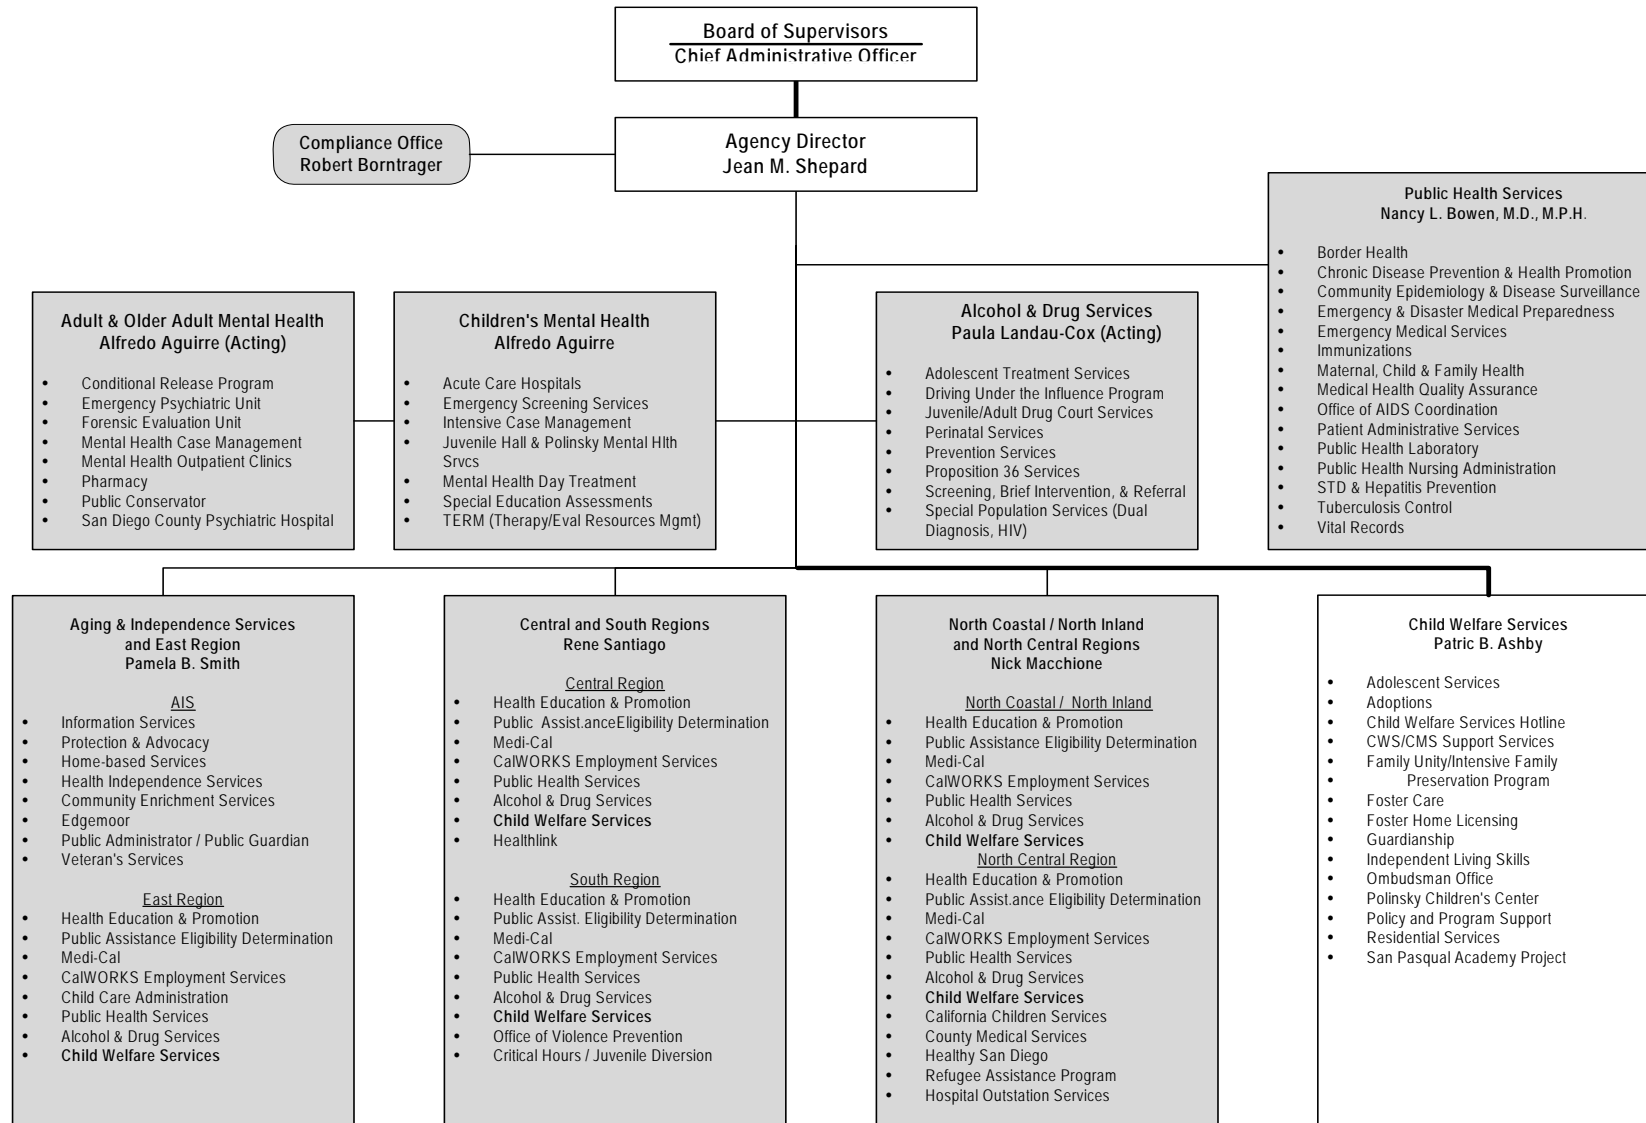 Board of Supervisors
Chief Administrative Officer
Compliance Office
Robert Borntrager
Agency Director
Jean M. Shepard
Public Health Services
Nancy L. Bowen, M.D., M.P.H.
• Border Health
• Chronic Disease Prevention & Health Promotion
• Community Epidemiology & Disease Surveillance
• Emergency & Disaster Medical Preparedness
• Emergency Medical Services
• Immunizations
• Maternal, Child & Family Health
• Medical Health Quality Assurance
• Office of AIDS Coordination
• Patient Administrative Services
• Public Health Laboratory
• Public Health Nursing Administration
• STD & Hepatitis Prevention
• Tuberculosis Control
• Vital Records
Adult & Older Adult Mental Health
Alfredo Aguirre (Acting)
• Conditional Release Program
• Emergency Psychiatric Unit
• Forensic Evaluation Unit
• Mental Health Case Management
• Mental Health Outpatient Clinics
• Pharmacy
• Public Conservator
• San Diego County Psychiatric Hospital
Children's Mental Health
Alfredo Aguirre
• Acute Care Hospitals
• Emergency Screening Services
• Intensive Case Management
• Juvenile Hall & Polinsky Mental Hlth
Srvcs
• Mental Health Day Treatment
• Special Education Assessments
• TERM (Therapy/Eval Resources Mgmt)
Alcohol & Drug Services
Paula Landau-Cox (Acting)
• Adolescent Treatment Services
• Driving Under the Influence Program
• Juvenile/Adult Drug Court Services
• Perinatal Services
• Prevention Services
• Proposition 36 Services
• Screening, Brief Intervention, & Referral
• Special Population Services (Dual
Diagnosis, HIV)
Aging & Independence Services
and East Region
Pamela B. Smith
AIS
• Information Services
• Protection & Advocacy
• Home-based Services
• Health Independence Services
• Community Enrichment Services
• Edgemoor
• Public Administrator / Public Guardian
• Veteran's Services
East Region
• Health Education & Promotion
• Public Assistance Eligibility Determination
• Medi-Cal
• CalWORKS Employment Services
• Child Care Administration
• Public Health Services
• Alcohol & Drug Services
• Child Welfare Services
Central and South Regions
Rene Santiago
Central Region
• Health Education & Promotion
• Public Assist.anceEligibility Determination
• Medi-Cal
• CalWORKS Employment Services
• Public Health Services
• Alcohol & Drug Services
• Child Welfare Services
• Healthlink
South Region
• Health Education & Promotion
• Public Assist. Eligibility Determination
• Medi-Cal
• CalWORKS Employment Services
• Public Health Services
• Alcohol & Drug Services
• Child Welfare Services
• Office of Violence Prevention
• Critical Hours / Juvenile Diversion
North Coastal / North Inland
and North Central Regions
Nick Macchione
North Coastal / North Inland
• Health Education & Promotion
• Public Assistance Eligibility Determination
• Medi-Cal
• CalWORKS Employment Services
• Public Health Services
• Alcohol & Drug Services
• Child Welfare Services
North Central Region
• Health Education & Promotion
• Public Assist.ance Eligibility Determination
• Medi-Cal
• CalWORKS Employment Services
• Public Health Services
• Alcohol & Drug Services
• Child Welfare Services
• California Children Services
• County Medical Services
• Healthy San Diego
• Refugee Assistance Program
• Hospital Outstation Services
Child Welfare Services
Patric B. Ashby
• Adolescent Services
• Adoptions
• Child Welfare Services Hotline
• CWS/CMS Support Services
• Family Unity/Intensive Family
• Preservation Program
• Foster Care
• Foster Home Licensing
• Guardianship
• Independent Living Skills
• Ombudsman Office
• Polinsky Children's Center
• Policy and Program Support
• Residential Services
• San Pasqual Academy Project